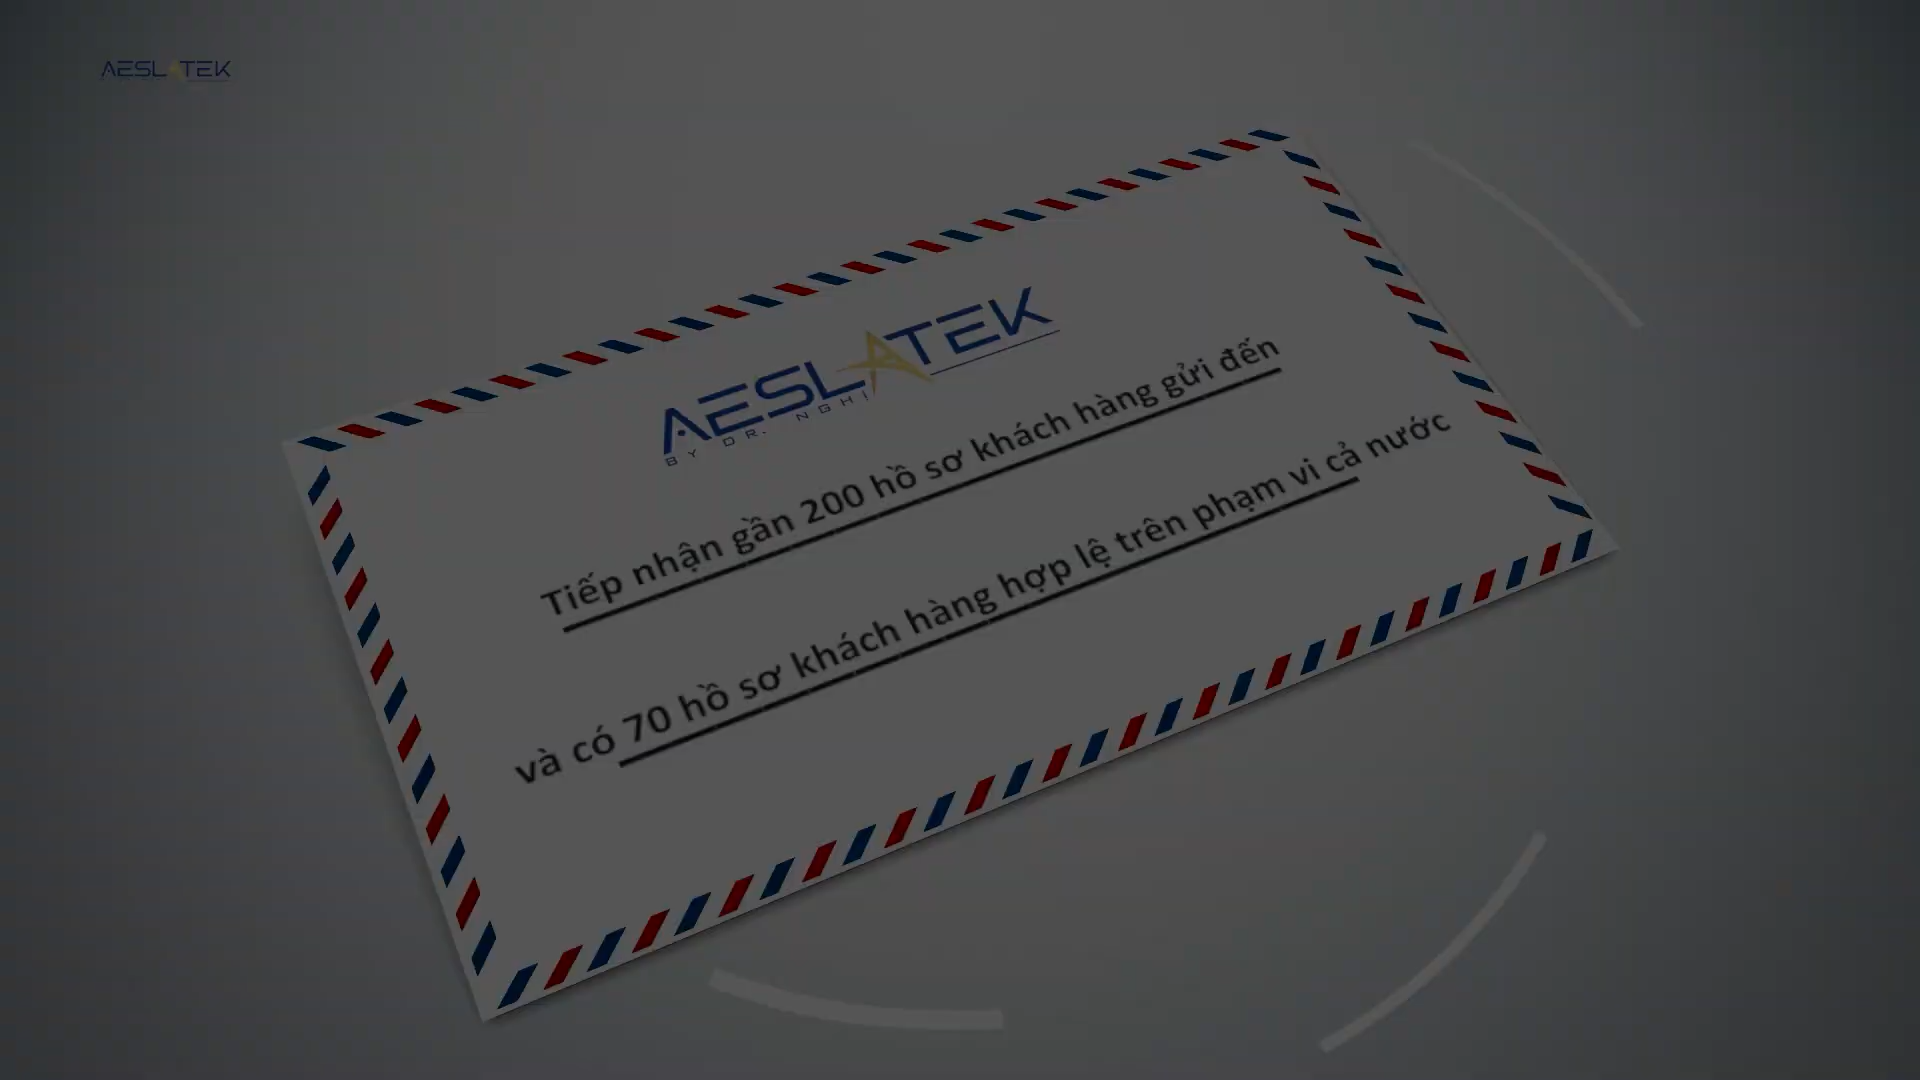 AESLATEK
AESLATEK
BY DR. NGHI
Tiếp nhận gần 200 hồ sơ khách hàng gửi đến
và có 70 hồ sơ khách hàng hợp lệ trên phạm vi cả nước